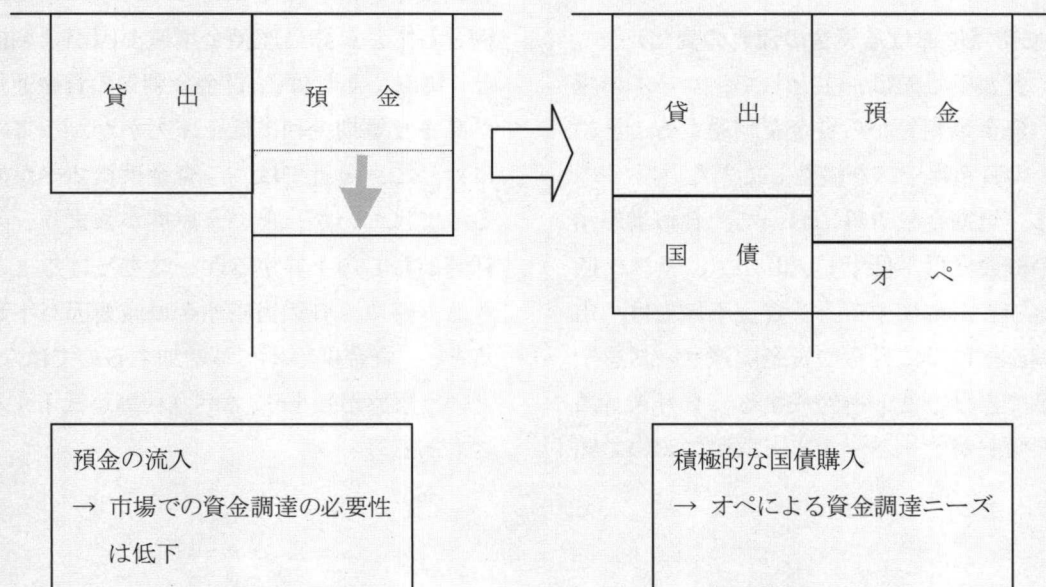 貸 出
預 金
貸 出
預 金
国 債
オ ペ
預金の流入
→ 市場での資金調達の必要性
は低下
積極的な国債購入
→ オペによる資金調達ニーズ